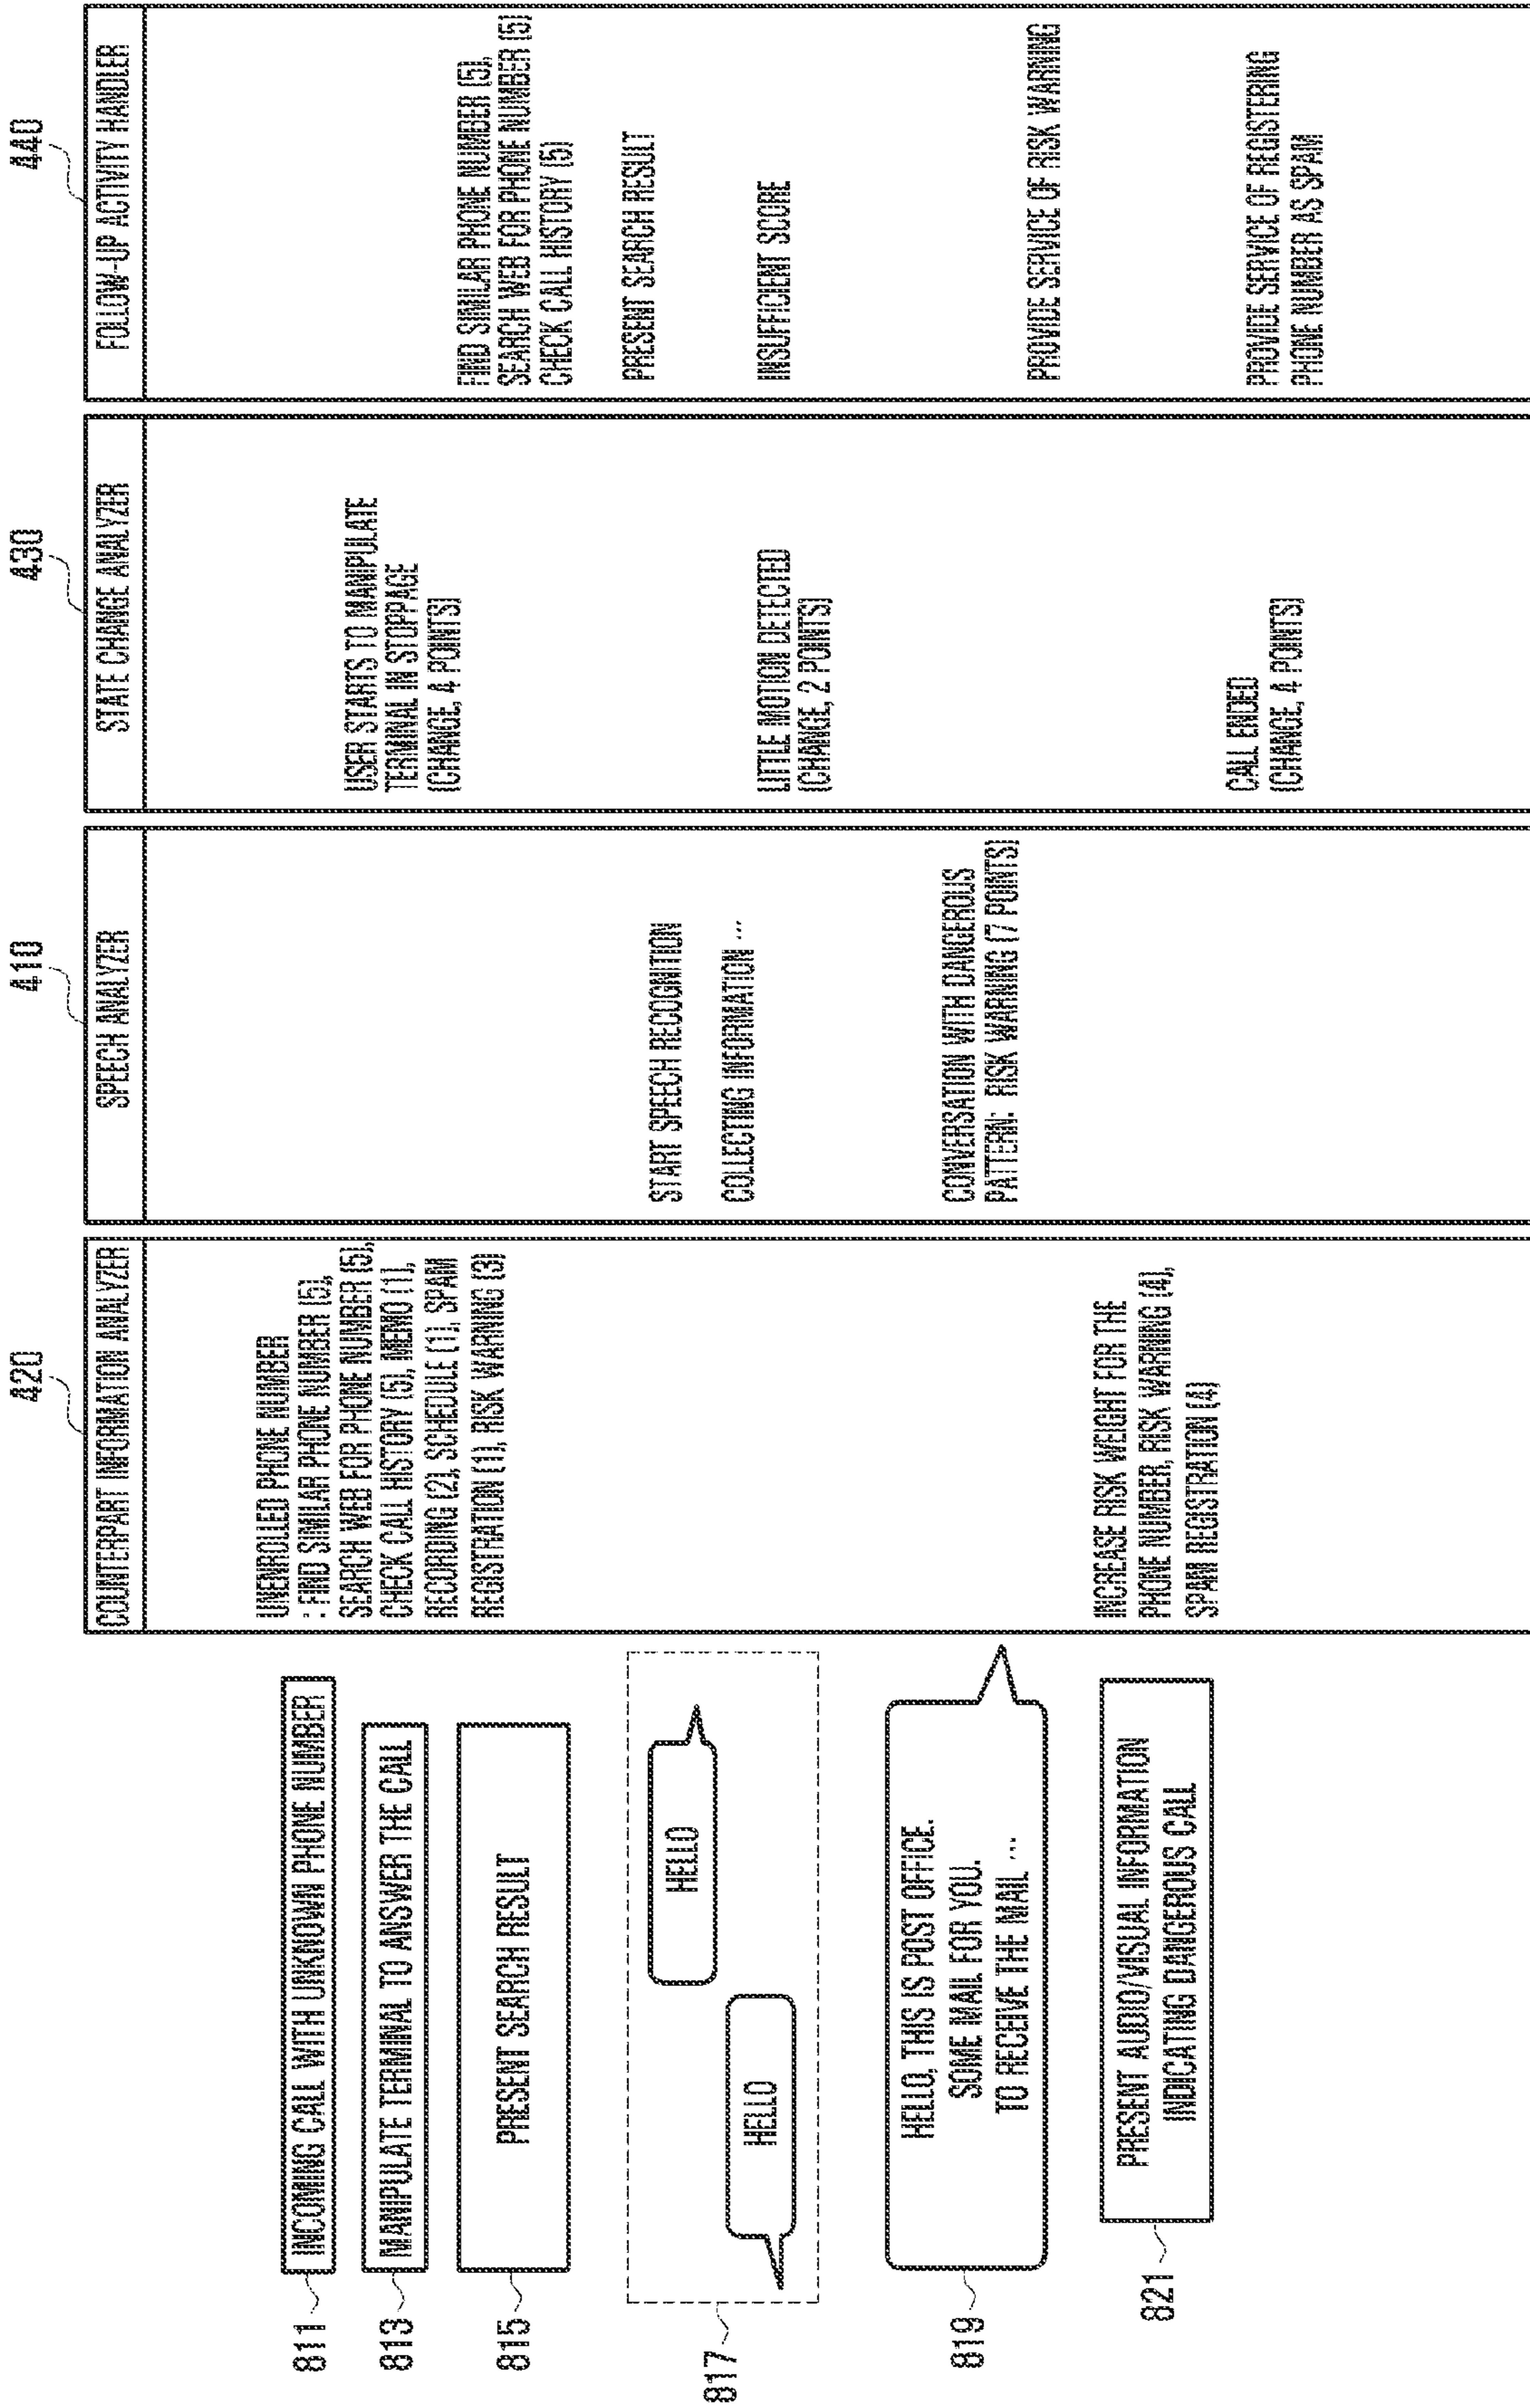 420
410
430
440
COUNTERPART INFORMATION ANALYZER
SPEECH ANALYZER
STATE CHANGE ANALYZER
FOLLOW-UP ACTIVITY HANDLER
811
INCOMING CALL WITH UNKNOWN PHONE NUMBER
813
MANIPULATE TERMINAL TO ANSWER THE CALL
815
PRESENT SEARCH RESULT
817
HELLO
HELLO
819
HELLO, THIS IS POST OFFICE.
SOME MAIL FOR YOU.
TO RECEIVE THE MAIL ...
821
PRESENT AUDIO/VISUAL INFORMATION
INDICATING DANGEROUS CALL
UNENROLLED PHONE NUMBER
: FIND SIMILAR PHONE NUMBER (5),
SEARCH WEB FOR PHONE NUMBER (5),
CHECK CALL HISTORY (5), MEMO (1),
RECORDING (2), SCHEDULE (1), SPAM
REGISTRATION (1), RISK WARNING (3)
INCREASE RISK WEIGHT FOR THE
PHONE NUMBER, RISK WARNING (4),
SPAM REGISTRATION (4)
START SPEECH RECOGNITION
COLLECTING INFORMATION ...
CONVERSATION WITH DANGEROUS
PATTERN: RISK WARNING (7 POINTS)
USER STARTS TO MANIPULATE
TERMINAL IN STOPPAGE
(CHANGE, 4 POINTS)
LITTLE MOTION DETECTED
(CHANGE, 2 POINTS)
CALL ENDED
(CHANGE, 4 POINTS)
FIND SIMILAR PHONE NUMBER (5),
SEARCH WEB FOR PHONE NUMBER (5)
CHECK CALL HISTORY (5)
PRESENT SEARCH RESULT
INSUFFICIENT SCORE
PROVIDE SERVICE OF RISK WARNING
PROVIDE SERVICE OF REGISTERING
PHONE NUMBER AS SPAM